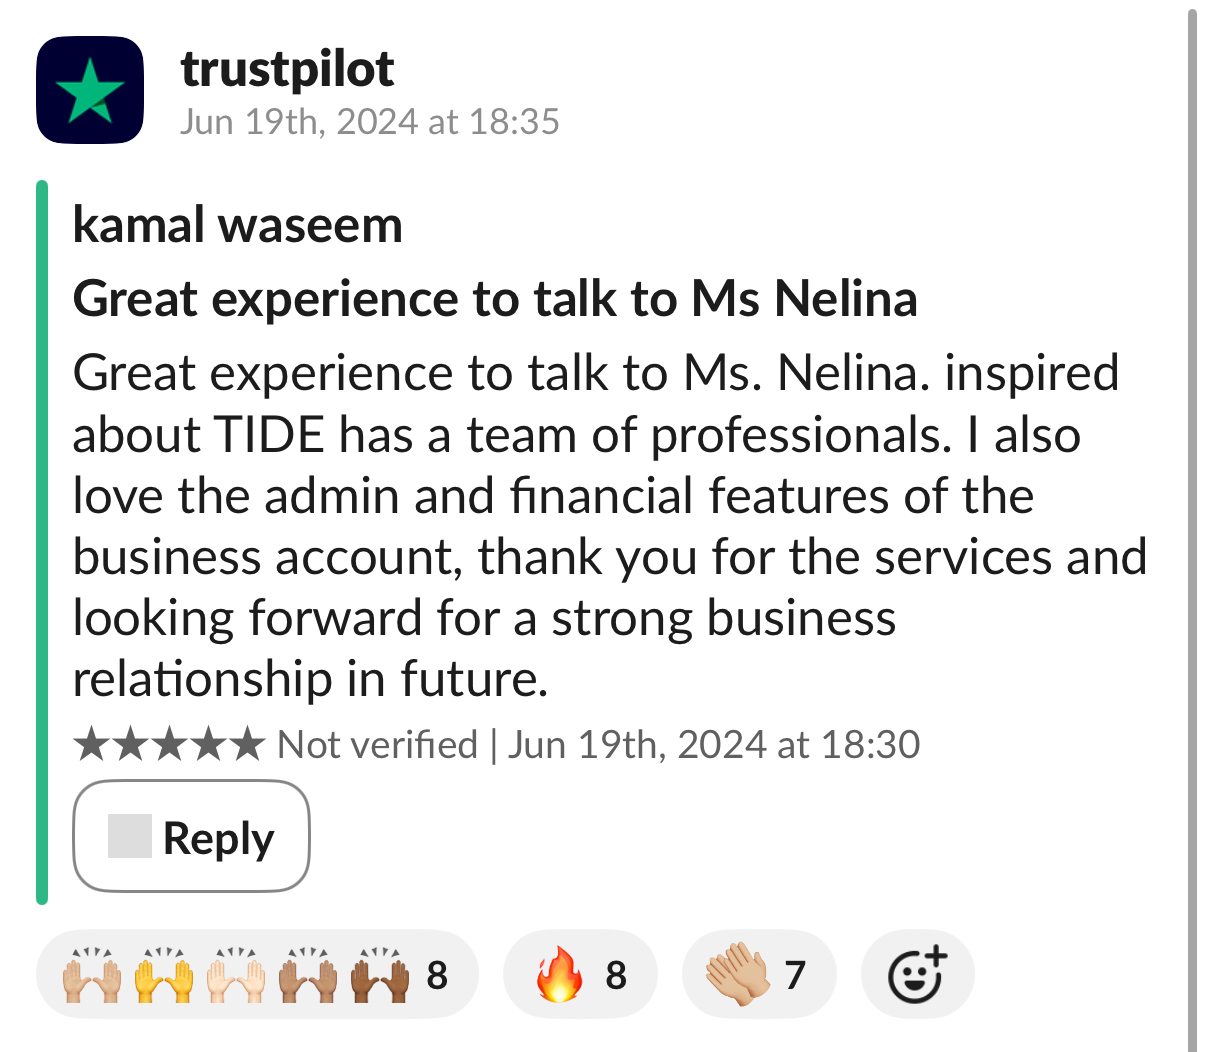 trustpilot
Jun 19th, 2024 at 18:35
kamal waseem
Great experience to talk to Ms Nelina
Great experience to talk to Ms. Nelina. inspired
about TIDE has a team of professionals. I also
love the admin and financial features of the
business account, thank you for the services and
looking forward for a strong business
relationship in future.
★★★★★ Not verified | Jun 19th, 2024 at 18:30
Reply
8 8 7